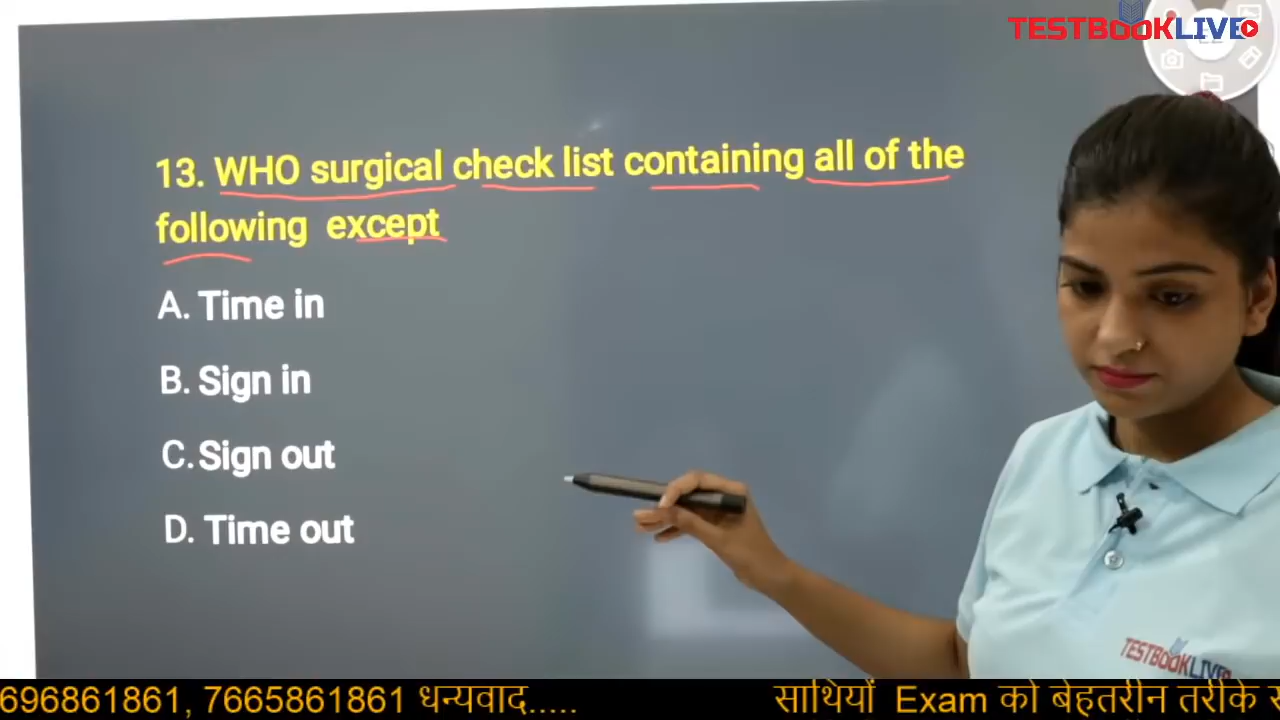 TESTBOOKLIVE
13. WHO surgical check list containing all of the
following except
A. Time in
B. Sign in
C. Sign out
D. Time out
TESTBOOKLIVE
696861861, 7665861861 धन्यवाद..... साथियों Exam को बेहतरीन तरीके